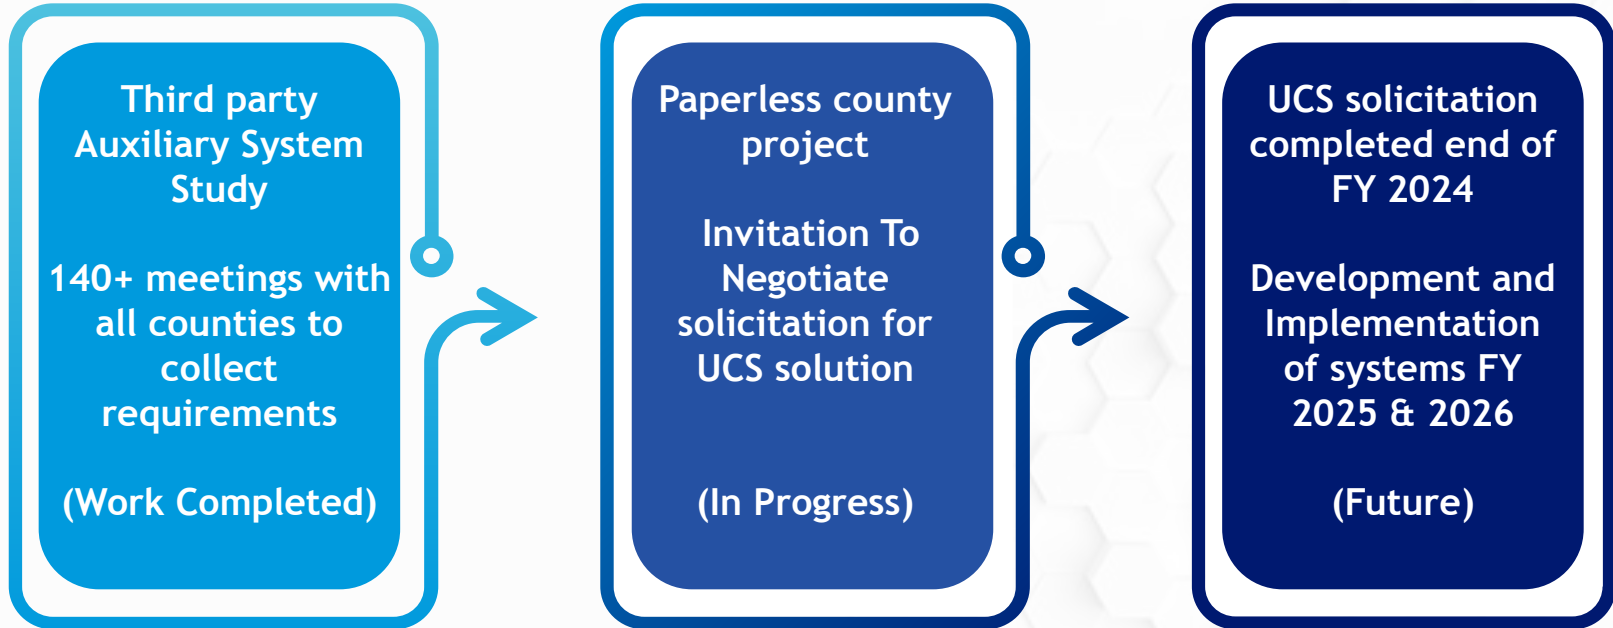 Third party
Auxiliary System
Study
140+ meetings with
all counties to
collect
requirements
(Work Completed)
Paperless county
project
Invitation To
Negotiate
solicitation for
UCS solution
(In Progress)
UCS solicitation
completed end of
FY 2024
Development and
Implementation
of systems FY
2025 & 2026
(Future)